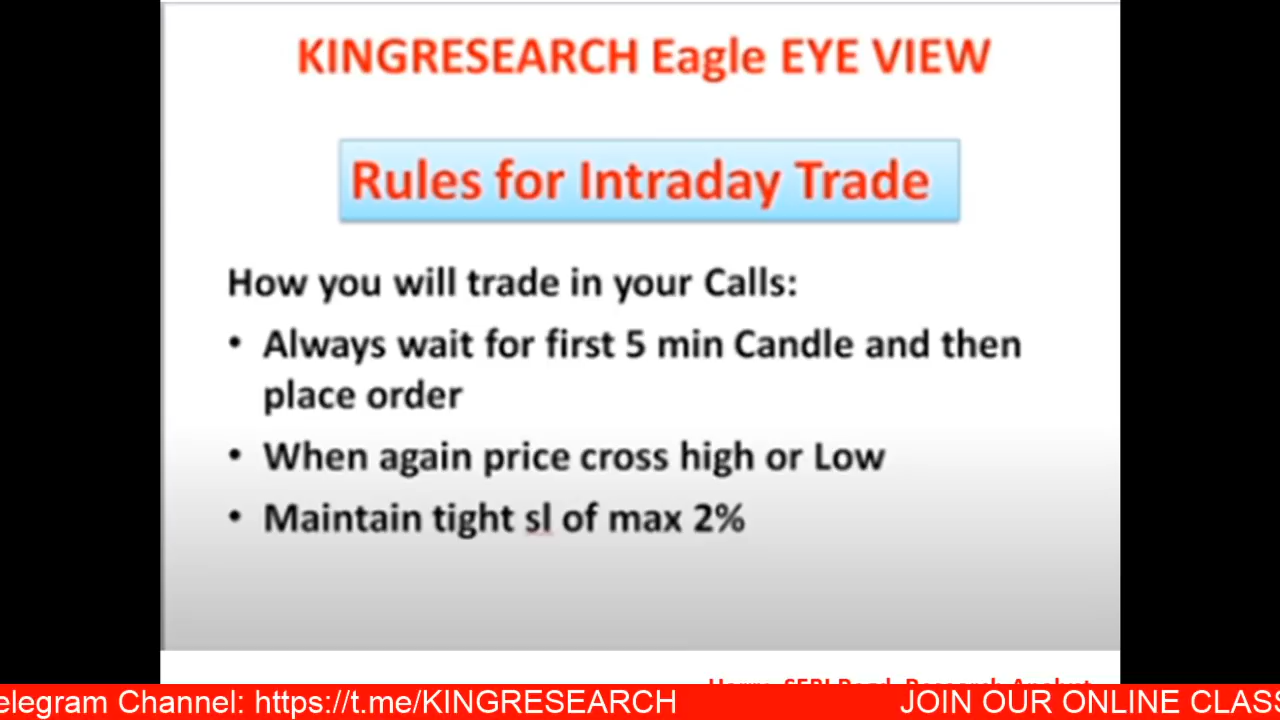 KINGRESEARCH Eagle EYE VIEW
Rules for Intraday Trade
How you will trade in your Calls:
• Always wait for first 5 min Candle and then
place order
• When again price cross high or Low
• Maintain tight sl of max 2%
elegram Channel: https://t.me/KINGRESEARCH JOIN OUR ONLINE CLASS